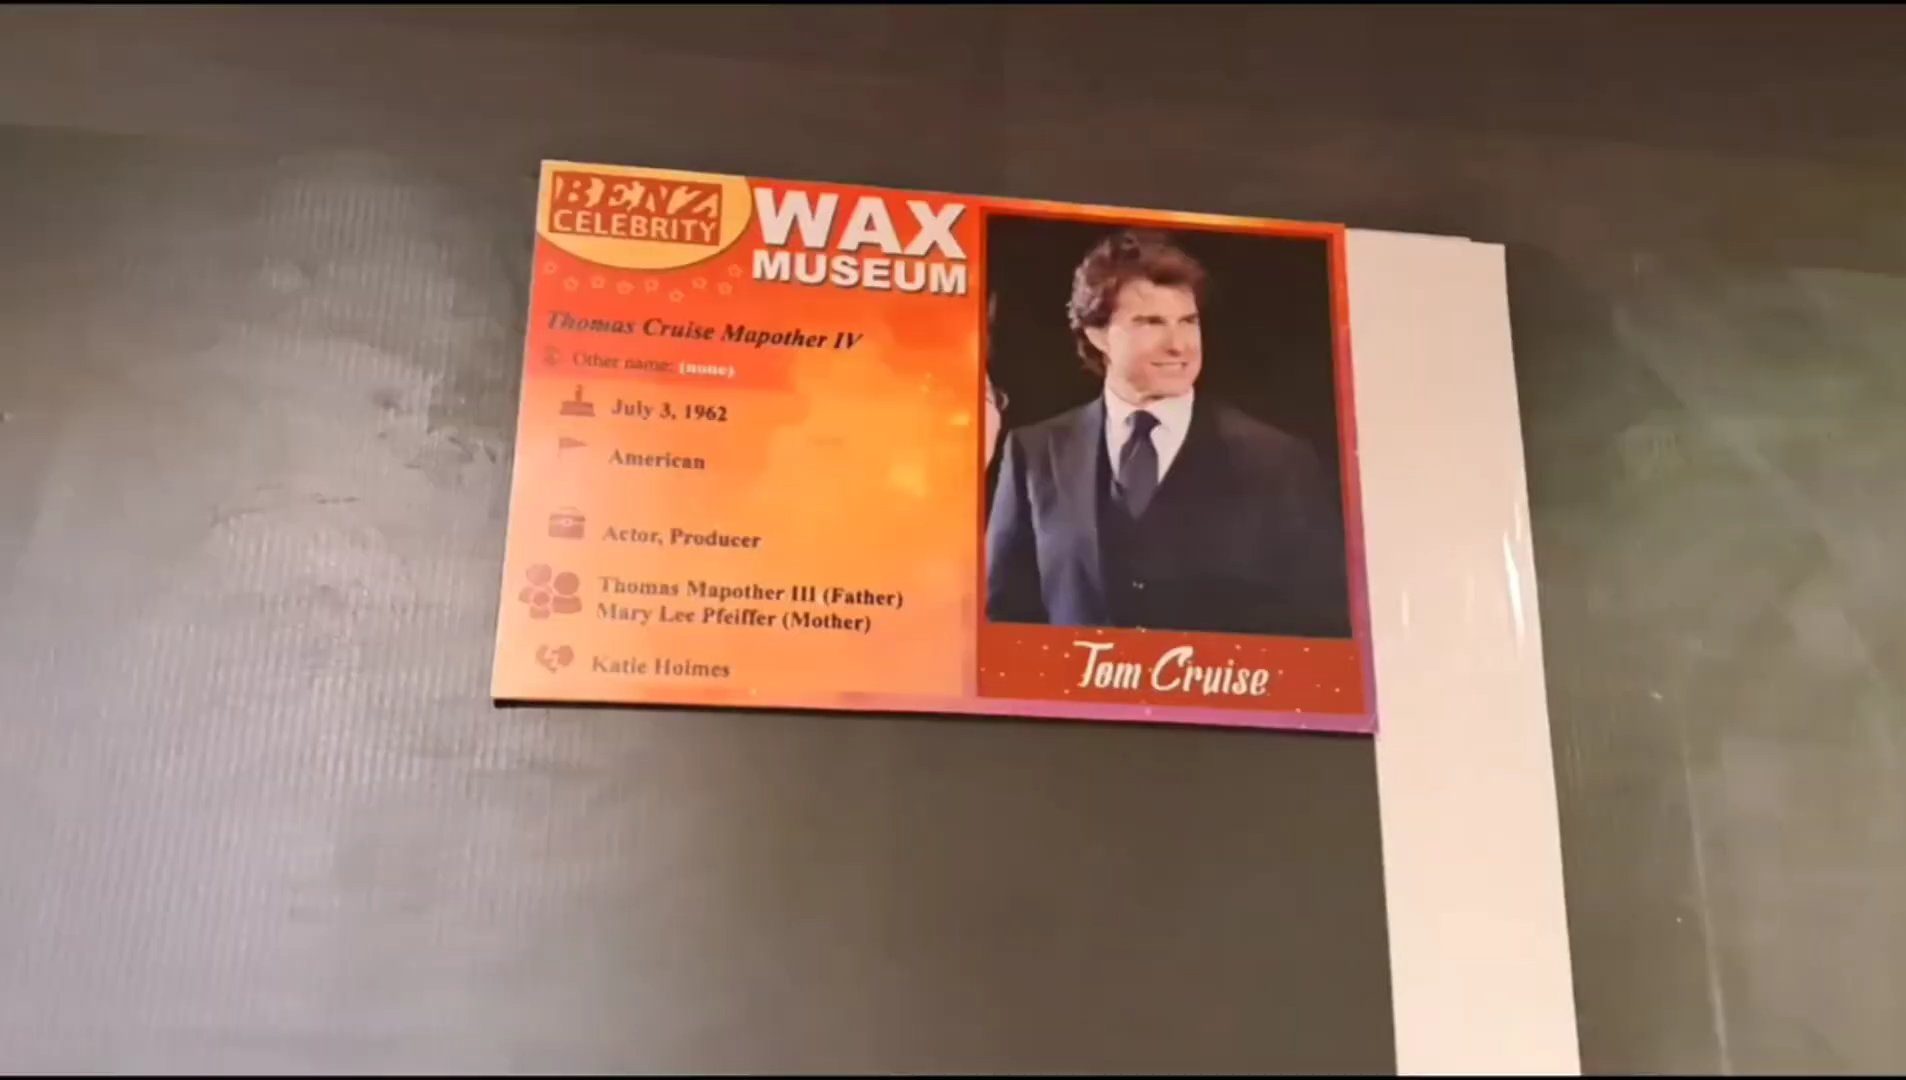 BENZ
CELEBRITY
WAX
MUSEUM
Thomas Cruise Mapother IV
Other name: (none)
July 3, 1962
American
Actor, Producer
Thomas Mapother III (Father)
Mary Lee Pfeiffer (Mother)
Katie Holmes
Tom Cruise